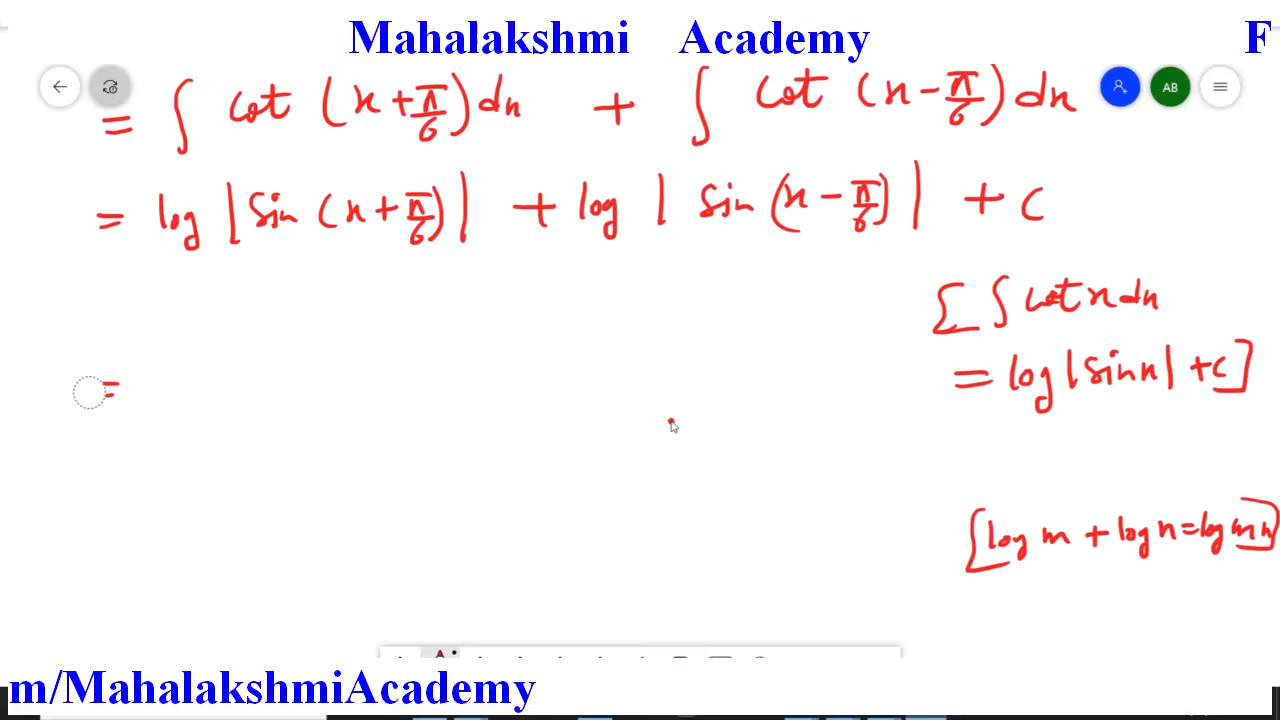 Mahalakshmi Academy F
AB
= ∫ cot (x + π/6) dx + ∫ cot (x - π/6) dx
= log |sin (x + π/6)| + log | sin (x - π/6) | + c
[ ∫ cot x dx
= log |sin x| + c ]
=
[log m + log n = log mn]
m/MahalakshmiAcademy